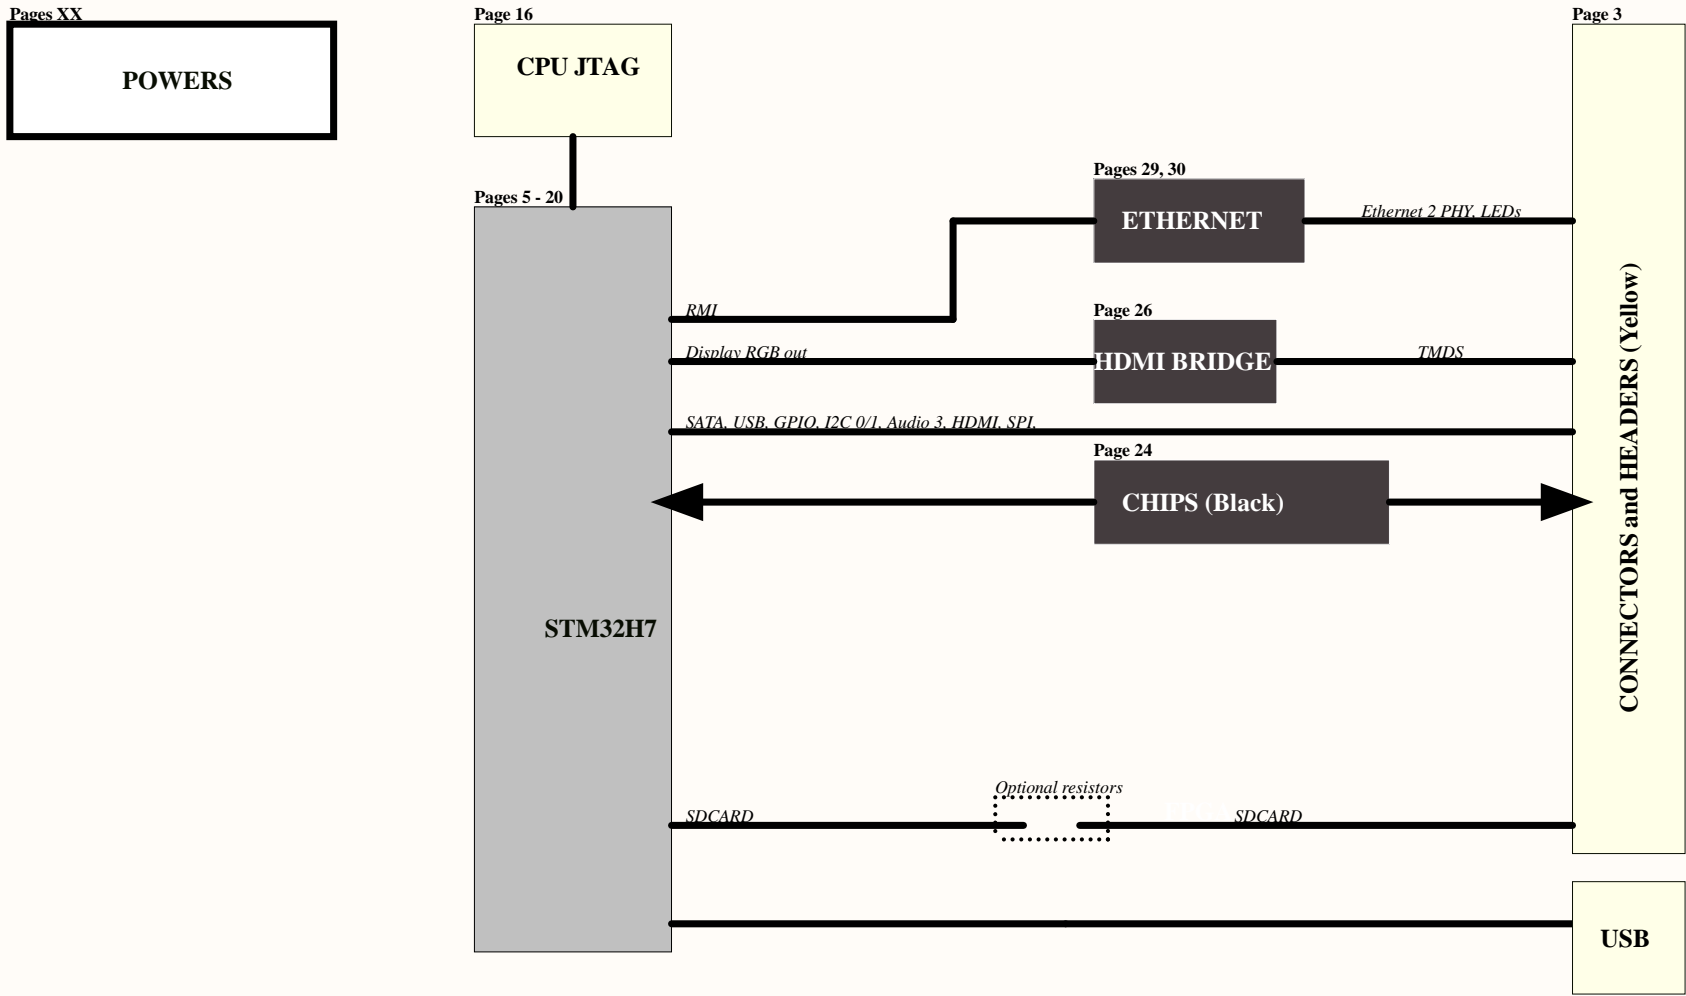 Pages XX
POWERS
Page 16
CPU JTAG
Page 3
Pages 5 - 20
STM32H7
Pages 29, 30
ETHERNET
Ethernet 2 PHY, LEDs
RMI
Page 26
HDMI BRIDGE
Display RGB out
TMDS
SATA, USB, GPIO, I2C 0/1, Audio 3, HDMI, SPI,
Page 24
CHIPS (Black)
CONNECTORS and HEADERS (Yellow)
Optional resistors
SDCARD
SDCARD
USB